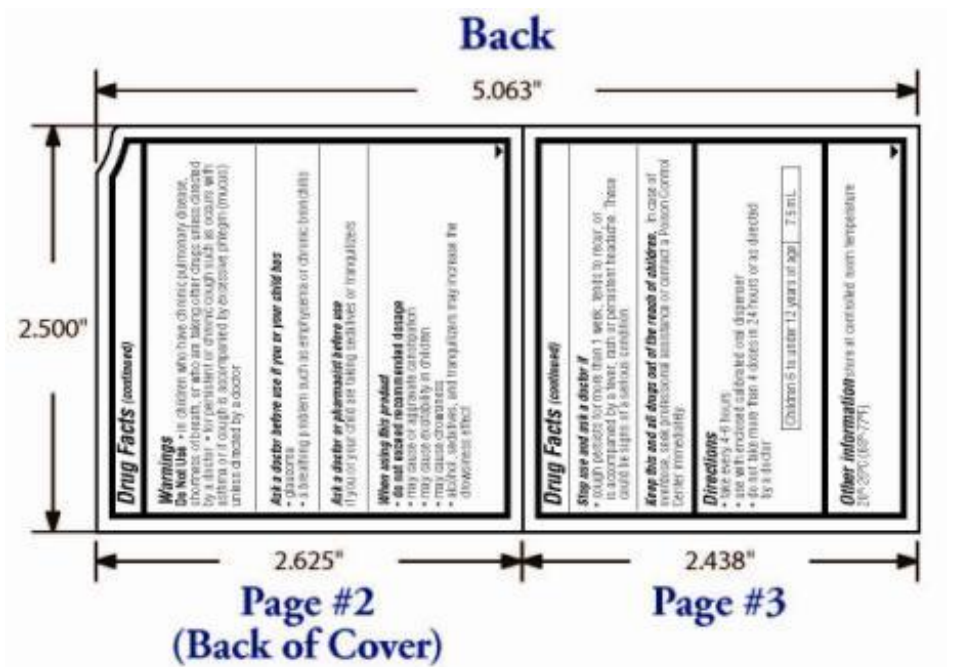 Back
5.063"
2.500"
Drug Facts (continued)
Warnings
Do Not Use • in children who have chronic pulmonary disease,
shortness of breath, or who are taking other drugs unless directed
by a doctor • for persistent or chronic cough such as occurs with
asthma or if cough is accompanied by excessive phlegm (mucus)
unless directed by a doctor
Ask a doctor before use if you or your child has
• glaucoma
• a breathing problem such as emphysema or chronic bronchitis
Ask a doctor or pharmacist before use
if you or your child are taking sedatives or tranquilizers
When using this product
• do not exceed recommended dosage
• may cause or aggravate constipation
• may cause excitability in children
• may cause drowsiness
• alcohol, sedatives, and tranquilizers may increase the
drowsiness effect
Drug Facts (continued)
Stop use and ask a doctor if
• cough persists for more than 1 week, tends to recur, or
is accompanied by a fever, rash or persistent headache. These
could be signs of a serious condition
Keep this and all drugs out of the reach of children. In case of
overdose, seek professional assistance or contact a Poison Control
Center immediately.
Directions
• take every 4-6 hours
• use with enclosed calibrated oral dispenser
• do not take more than 4 doses in 24 hours or as directed
by a doctor
Children 6 to under 12 years of age 7.5 mL
Other information store at controlled room temperature
20°-25°C (68°-77°F)
2.625"
2.438"
Page #2
(Back of Cover)
Page #3